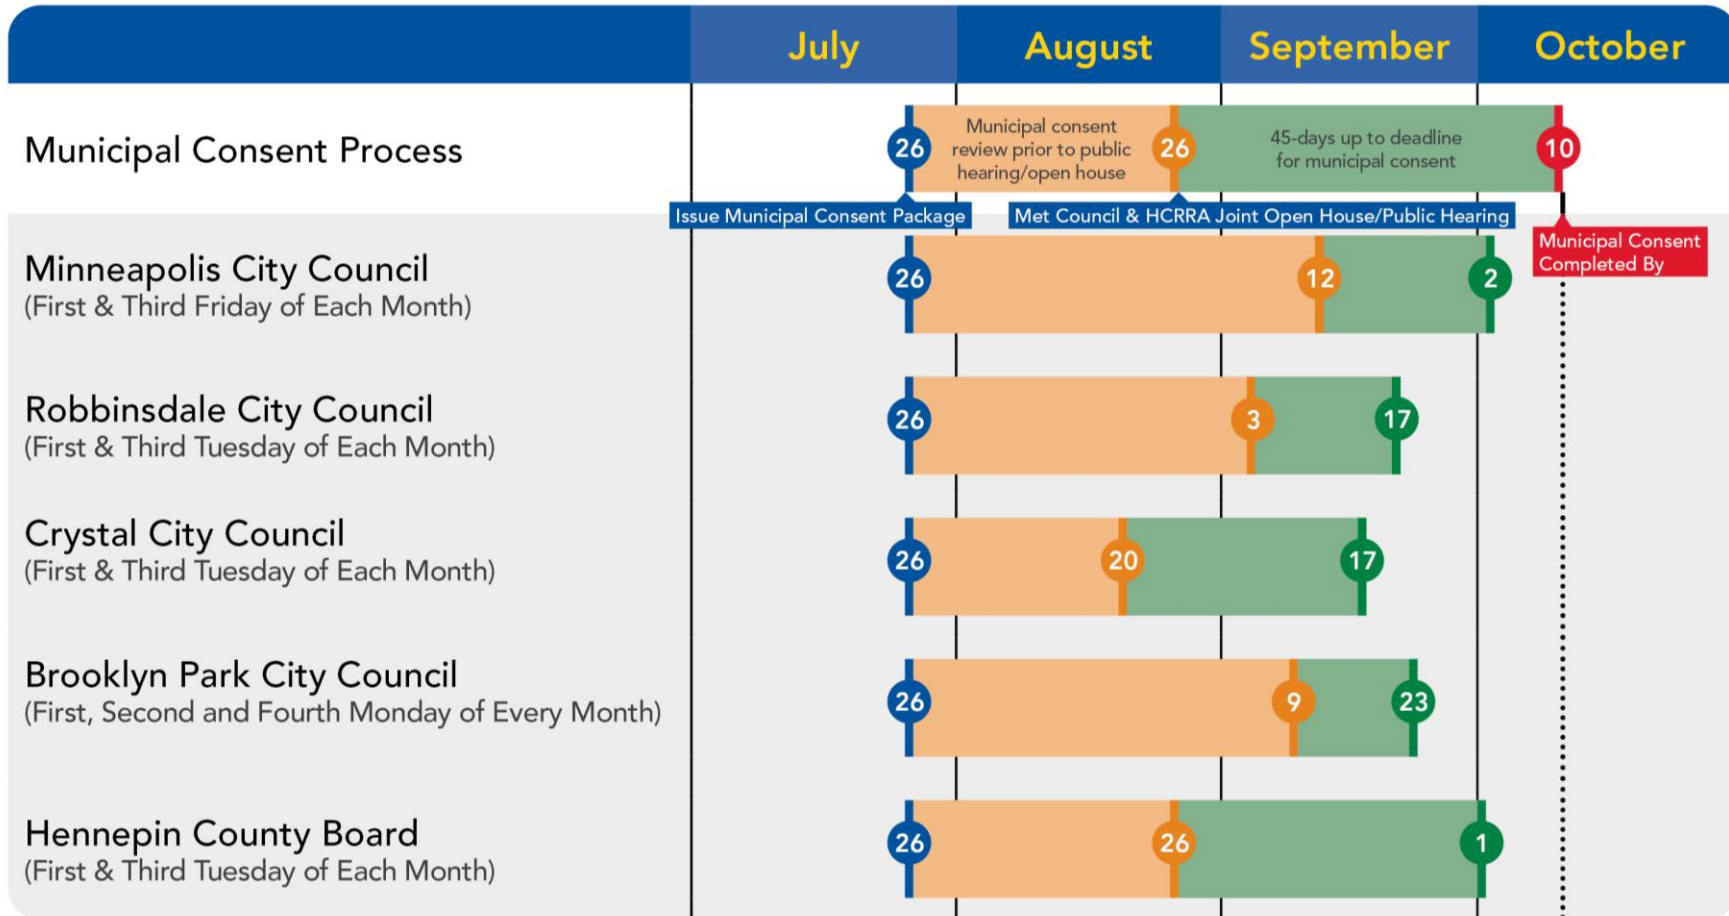 July August September October
Municipal Consent Process
26
Municipal consent
review prior to public
hearing/open house
26
45-days up to deadline
for municipal consent
10
Issue Municipal Consent Package
Met Council & HCRRA Joint Open House/Public Hearing
Municipal Consent
Completed By
Minneapolis City Council
(First & Third Friday of Each Month)
26 12 2
Robbinsdale City Council
(First & Third Tuesday of Each Month)
26 3 17
Crystal City Council
(First & Third Tuesday of Each Month)
26 20 17
Brooklyn Park City Council
(First, Second and Fourth Monday of Every Month)
26 9 23
Hennepin County Board
(First & Third Tuesday of Each Month)
26 26 1